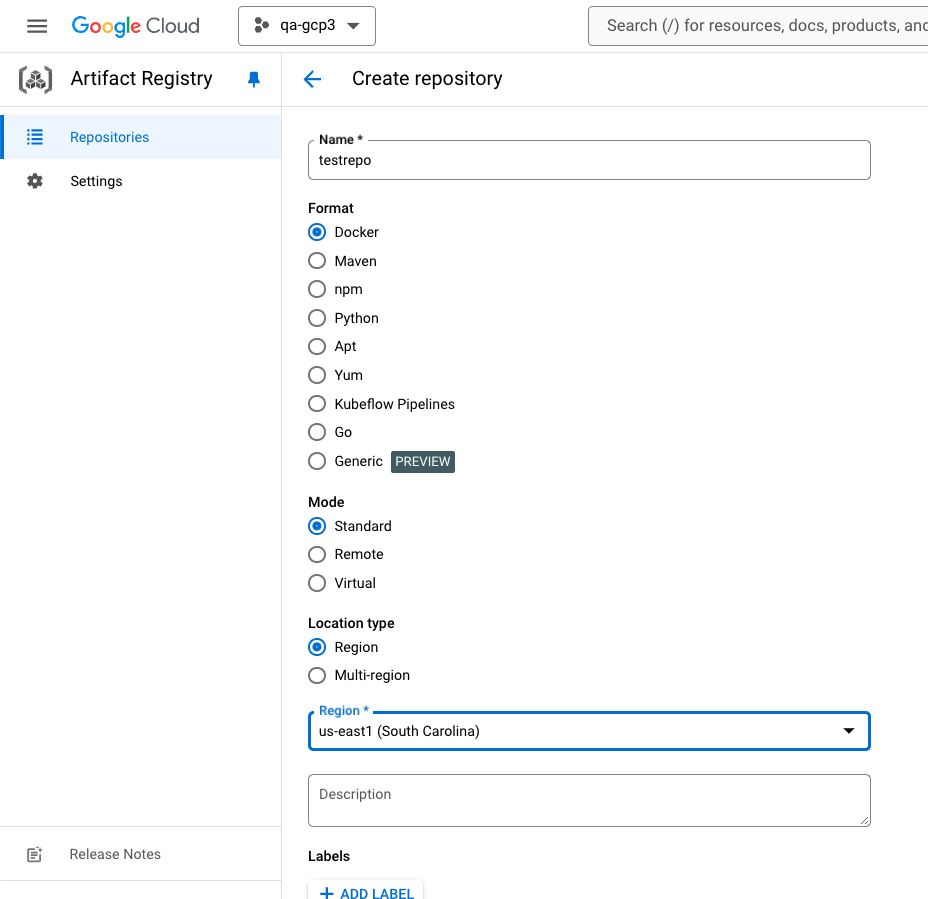 Google Cloud
qa-gcp3
Search (/) for resources, docs, products, and
Artifact Registry
Create repository
Repositories
Settings
Name *
testrepo
Format
Docker
Maven
npm
Python
Apt
Yum
Kubeflow Pipelines
Go
Generic PREVIEW
Mode
Standard
Remote
Virtual
Location type
Region
Multi-region
Region *
us-east1 (South Carolina)
Description
Release Notes
Labels
ADD LABEL